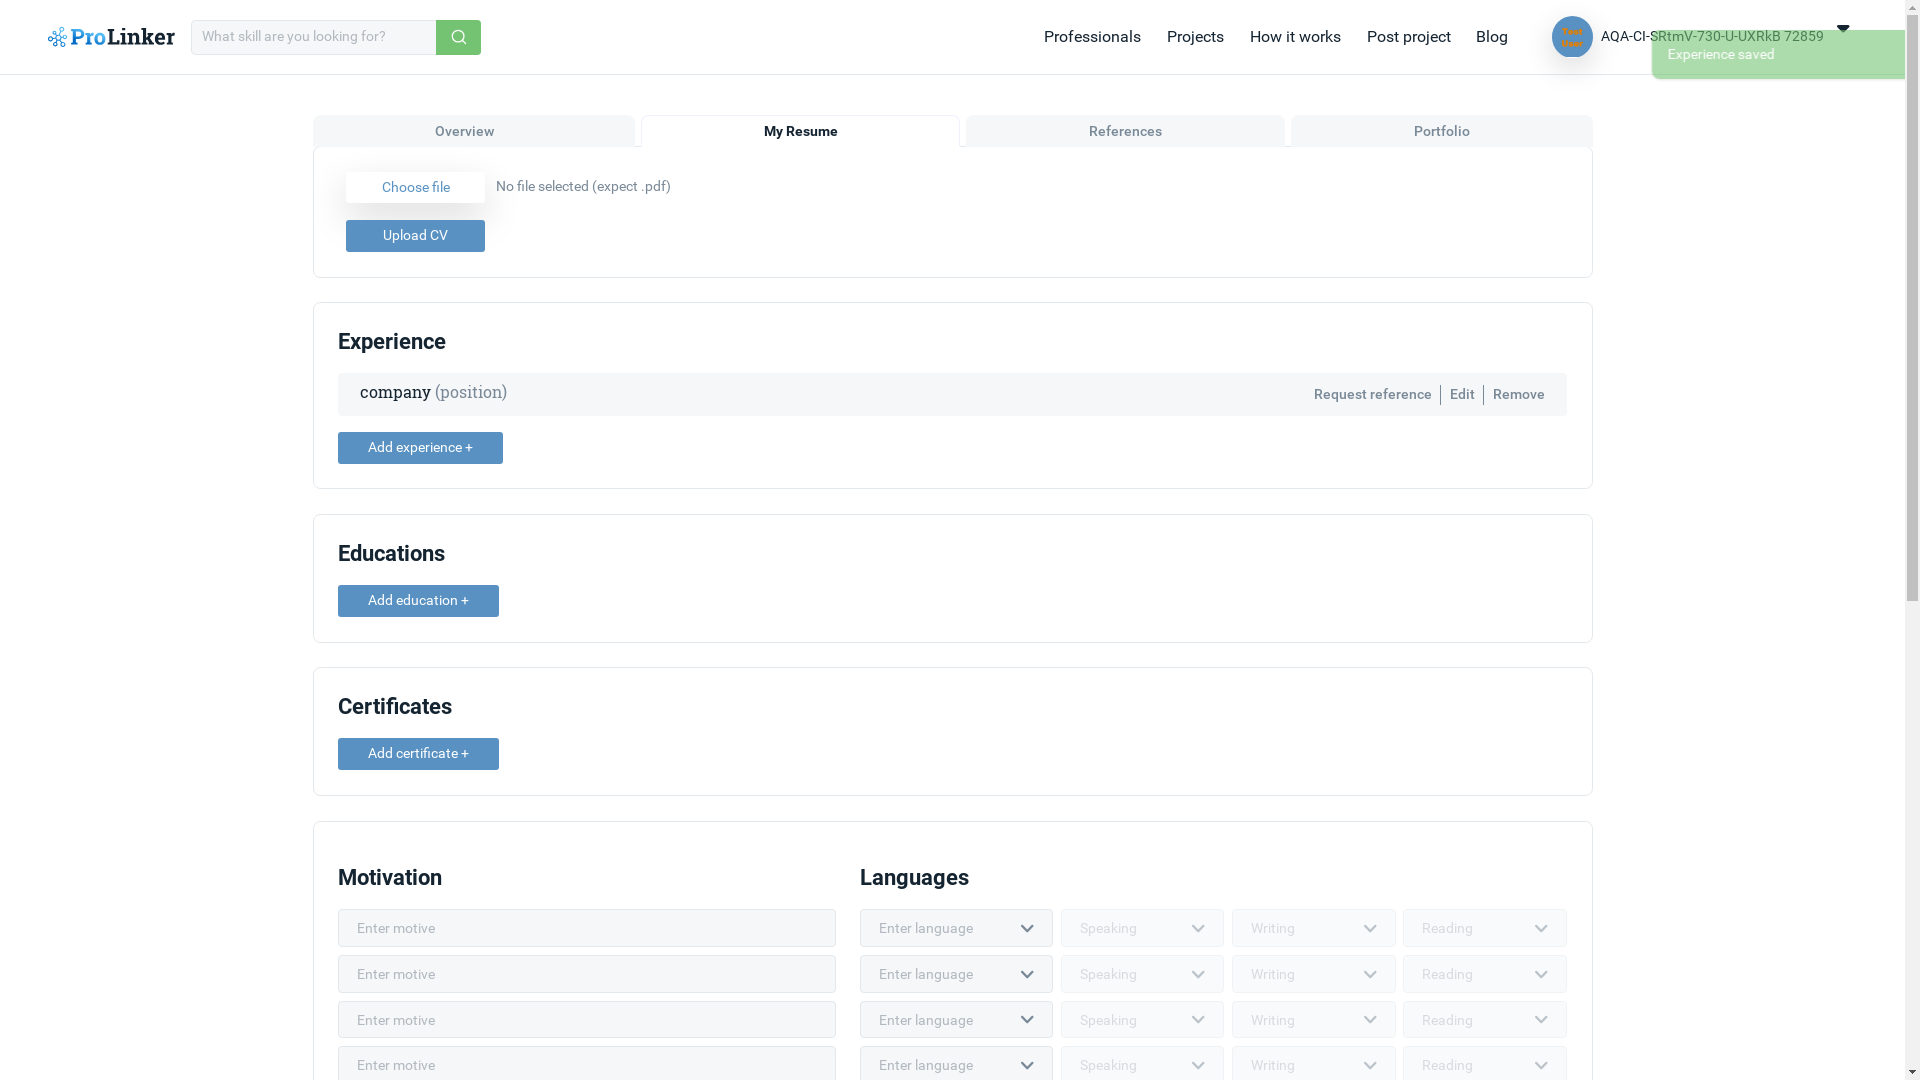 ProLinker
What skill are you looking for?
Professionals Projects How it works Post project Blog
Test
User
AQA-CI-SRtmV-730-U-UXRkB 72859
Experience saved
Overview My Resume References Portfolio
Choose file No file selected (expect .pdf)
Upload CV
Experience
company (position) Request reference Edit Remove
Add experience +
Educations
Add education +
Certificates
Add certificate +
Motivation Languages
Enter motive Enter language Speaking Writing Reading
Enter motive Enter language Speaking Writing Reading
Enter motive Enter language Speaking Writing Reading
Enter motive Enter language Speaking Writing Reading